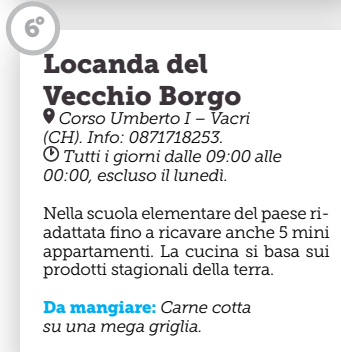 6°
Locanda del
Vecchio Borgo
Corso Umberto I – Vacri
(CH). Info: 0871718253.
Tutti i giorni dalle 09:00 alle
00:00, escluso il lunedì.
Nella scuola elementare del paese ri-
adattata fino a ricavare anche 5 mini
appartamenti. La cucina si basa sui
prodotti stagionali della terra.
Da mangiare: Carne cotta
su una mega griglia.